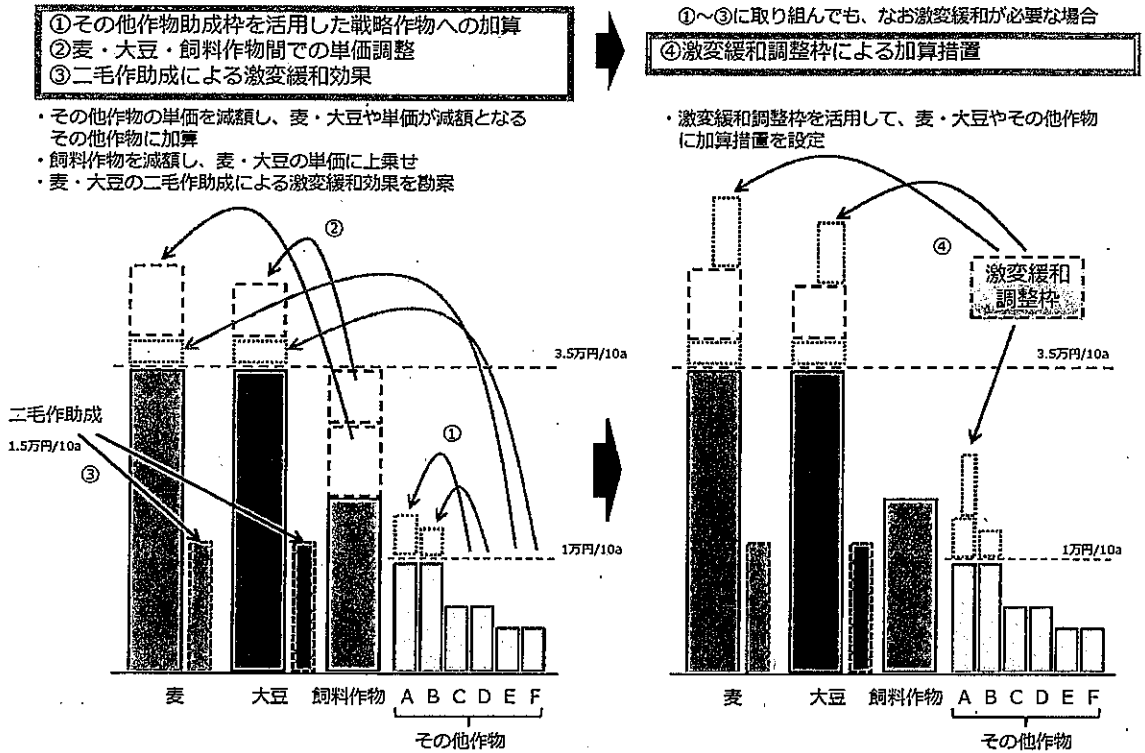 ①その他作物助成枠を活用した戦略作物への加算
②麦・大豆・飼料作物間での単価調整
③二毛作助成による激変緩和効果
・その他作物の単価を減額し、麦・大豆や単価が減額となる
その他作物に加算
・飼料作物を減額し、麦・大豆の単価に上乗せ
・麦・大豆の二毛作助成による激変緩和効果を勘案
②
3.5万円/10a
二毛作助成
1.5万円/10a
③
①
1万円/10a
麦 大豆 飼料作物 A B C D E F
その他作物
①～③に取り組んでも、なお激変緩和が必要な場合
④激変緩和調整枠による加算措置
・激変緩和調整枠を活用して、麦・大豆やその他作物
に加算措置を設定
④
激変緩和
調整枠
3.5万円/10a
1万円/10a
麦 大豆 飼料作物 A B C D E F
その他作物